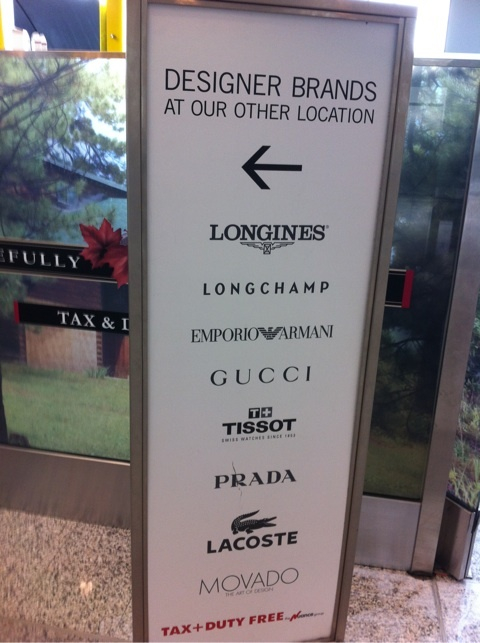 DESIGNER BRANDS
AT OUR OTHER LOCATION
LONGINES®
LONGCHAMP
EFULLY
EMPORIO ARMANI
TAX & D
GUCCI
T+
TISSOT
SWISS WATCHES SINCE 1853
PRADA
LACOSTE
MOVADO
THE ART OF DESIGN
TAX+DUTY FREE